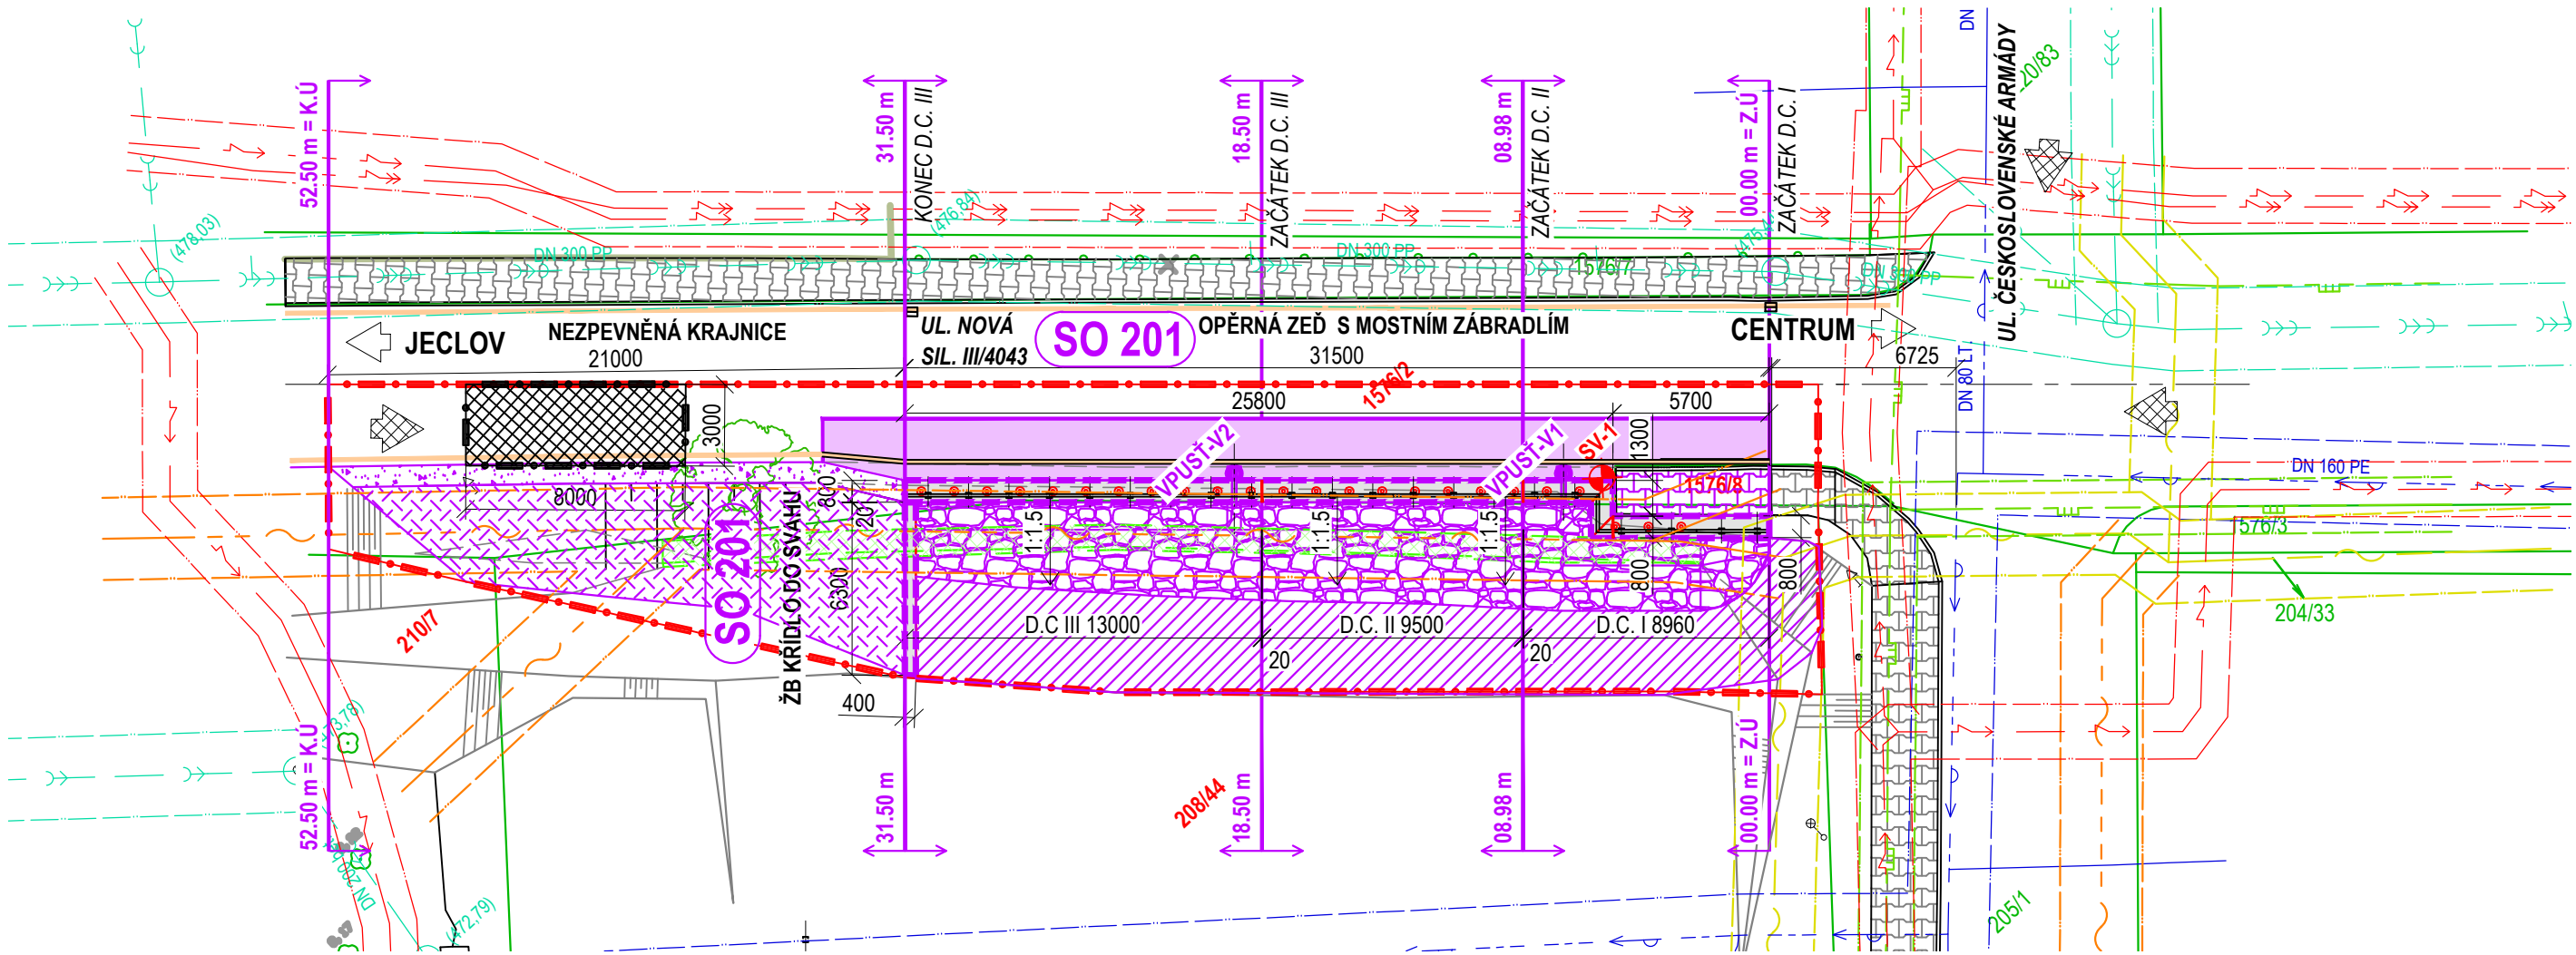 DN
20/83
UL. ČESKOSLOVENSKÉ ARMÁDY
52.50 m = K.Ú
31.50 m
KONEC D.C. III
18.50 m
ZAČÁTEK D.C. III
08.98 m
ZAČÁTEK D.C. II
00.00 m = Z.Ú
ZAČÁTEK D.C. I
(478,03)
(476,84)
DN 300 PP
DN 300 PP
1576/7
JECLOV
NEZPEVNĚNÁ KRAJNICE
UL. NOVÁ
SIL. III/4043
SO 201
OPĚRNÁ ZEĎ S MOSTNÍM ZÁBRADLÍM
CENTRUM
21000
31500
6725
DN 80 LT.
1576/2
25800
5700
3000
1300
VPUSŤ-V2
VPUSŤ-V1
SV-1
DN 160 PE
1576/8
8000
800
20
1:1.5
1:1.5
576/3
SO 201
ŽB KŘÍDLO DO SVAHU
6300
800
800
204/33
210/7
D.C III 13000
D.C. II 9500
D.C. I 8960
20
20
400
52.50 m = K.Ú
31.50 m
208/44
18.50 m
08.98 m
00.00 m = Z.Ú
DN 200
(472,79)
205/1